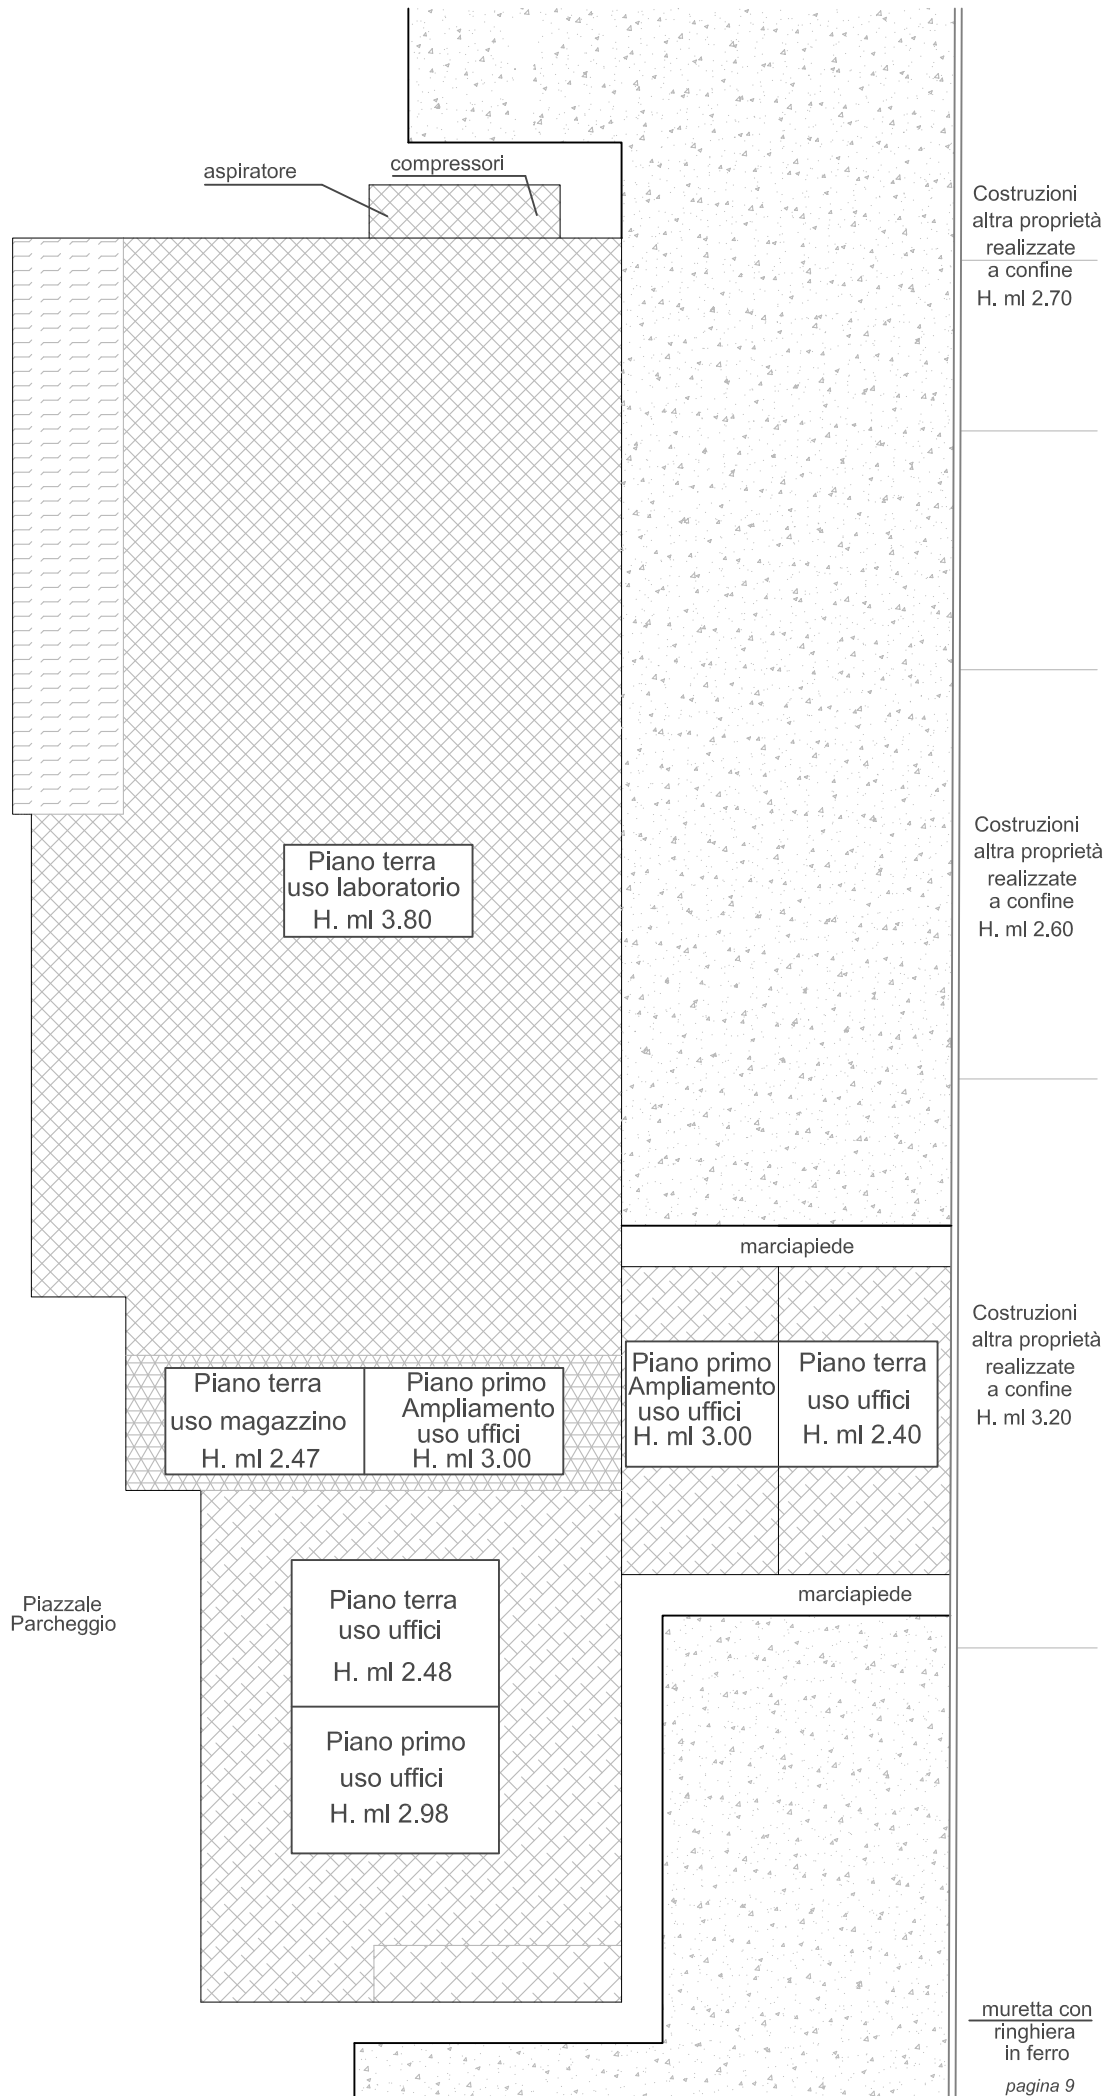 aspiratore
compressori
Costruzioni
altra proprietà
realizzate
a confine
H. ml 2.70
Piano terra
uso laboratorio
H. ml 3.80
Costruzioni
altra proprietà
realizzate
a confine
H. ml 2.60
marciapiede
Costruzioni
altra proprietà
realizzate
a confine
H. ml 3.20
Piano terra
uso magazzino
H. ml 2.47
Piano primo
Ampliamento
uso uffici
H. ml 3.00
Piano primo
Ampliamento
uso uffici
H. ml 3.00
Piano terra
uso uffici
H. ml 2.40
marciapiede
Piazzale
Parcheggio
Piano terra
uso uffici
H. ml 2.48
Piano primo
uso uffici
H. ml 2.98
muretta con
ringhiera
in ferro
pagina 9